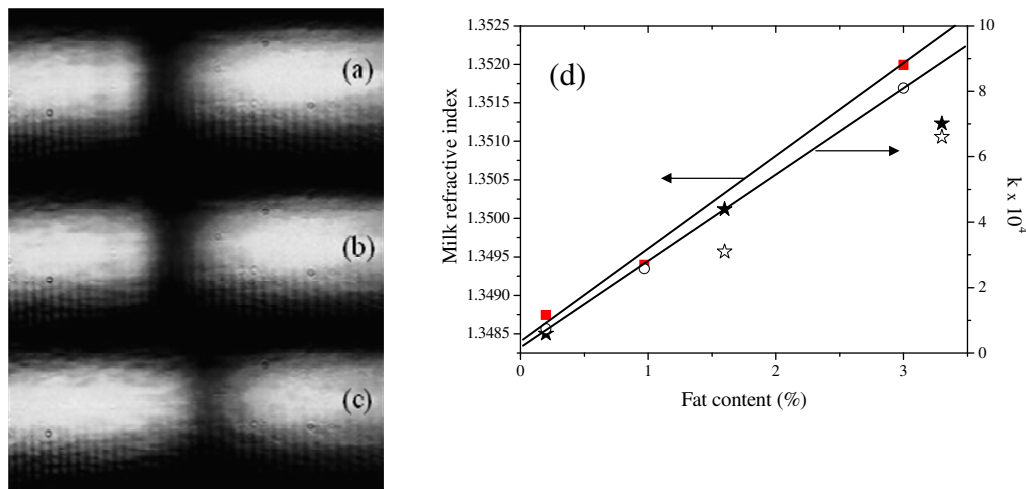 (a)
(b)
(c)
(d)
Milk refractive index
1.3525
1.3520
1.3515
1.3510
1.3505
1.3500
1.3495
1.3490
1.3485
0
1
2
3
Fat content (%)
10
8
6
4
2
0
k x 10⁴